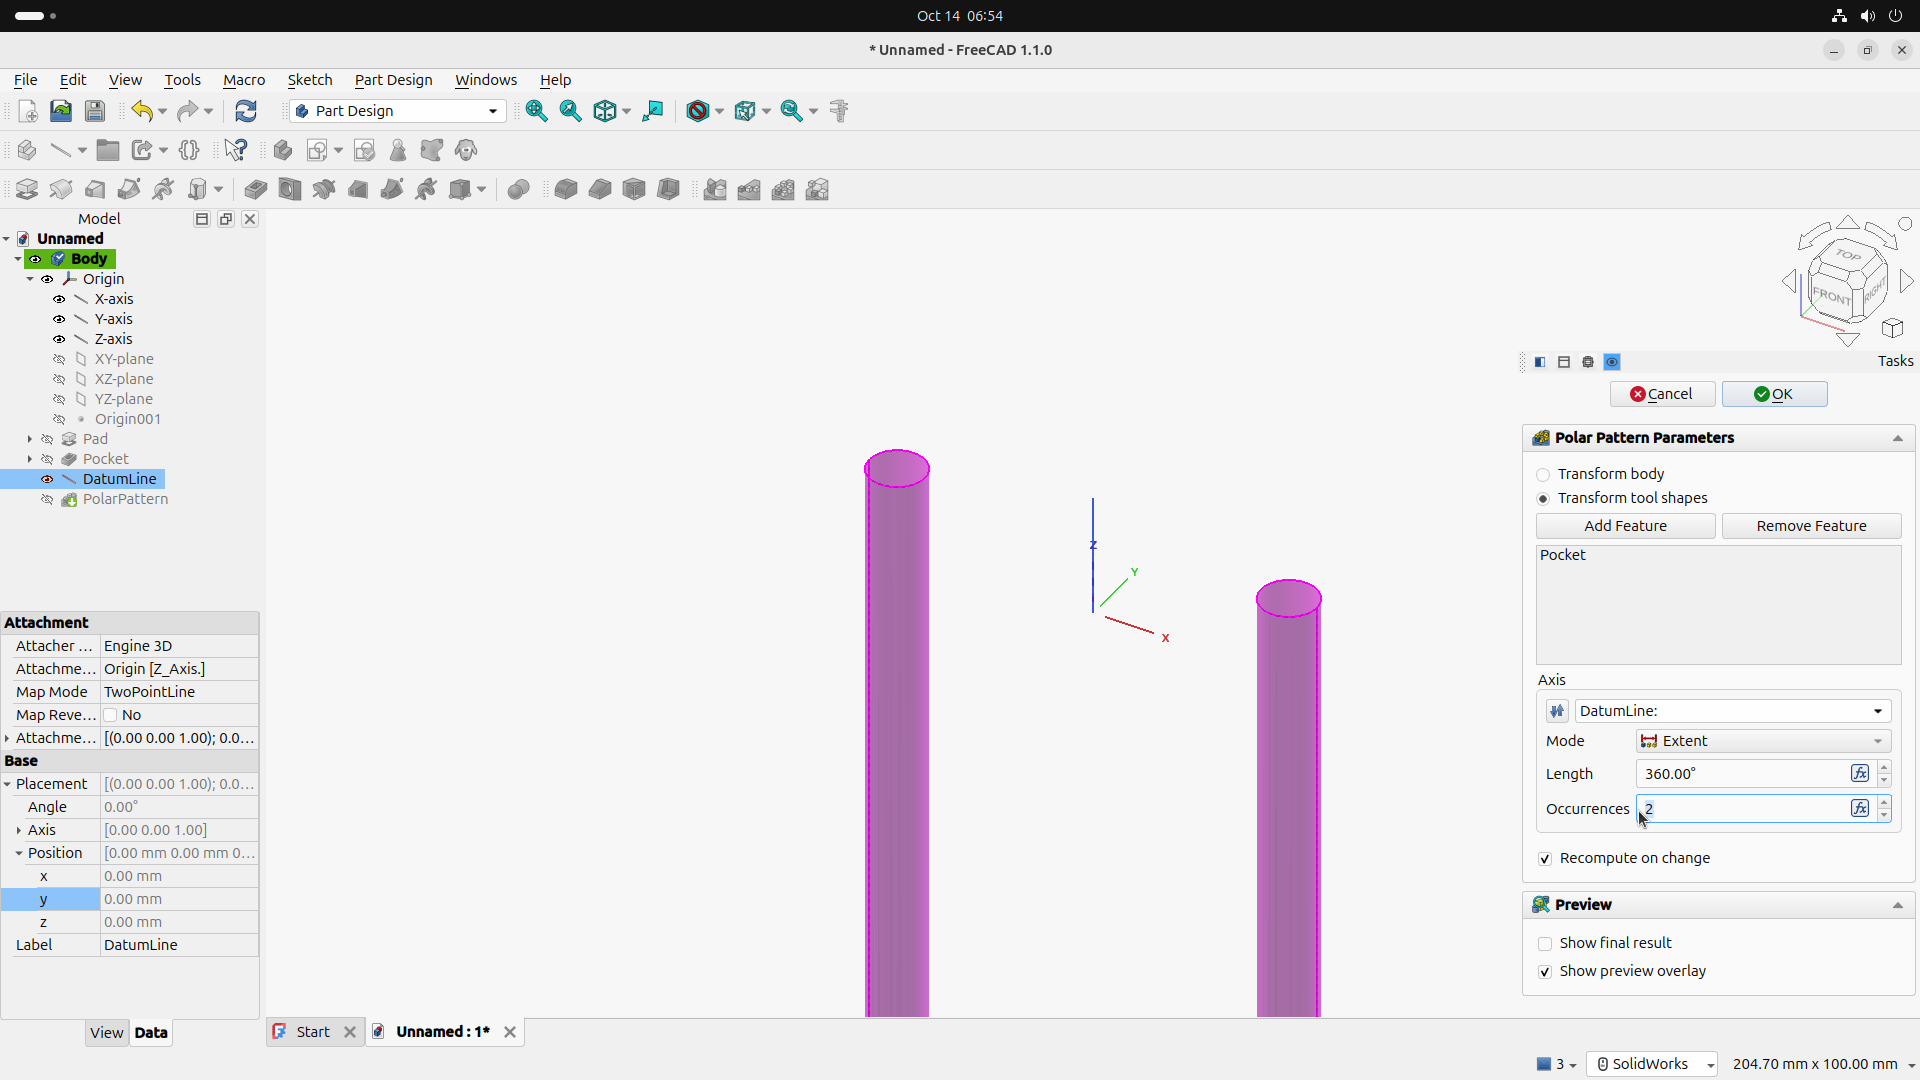 Oct 14 06:54
* Unnamed - FreeCAD 1.1.0
File Edit View Tools Macro Sketch Part Design Windows Help
Part Design
Model
Unnamed
Body
Origin
X-axis
Y-axis
Z-axis
XY-plane
XZ-plane
YZ-plane
Origin001
Pad
Pocket
DatumLine
PolarPattern
Attachment
Attacher ... Engine 3D
Attachme... Origin [Z_Axis.]
Map Mode TwoPointLine
Map Reve... No
Attachme... [(0.00 0.00 1.00); 0.0...
Base
Placement [(0.00 0.00 1.00); 0.0...
Angle 0.00°
Axis [0.00 0.00 1.00]
Position [0.00 mm 0.00 mm 0...
x 0.00 mm
y 0.00 mm
z 0.00 mm
Label DatumLine
View Data
Z
Y
X
TOP
FRONT
RIGHT
Tasks
Cancel OK
Polar Pattern Parameters
Transform body
Transform tool shapes
Add Feature Remove Feature
Pocket
Axis
DatumLine:
Mode Extent
Length 360.00°
Occurrences 2
Recompute on change
Preview
Show final result
Show preview overlay
Start Unnamed : 1*
3 SolidWorks 204.70 mm x 100.00 mm